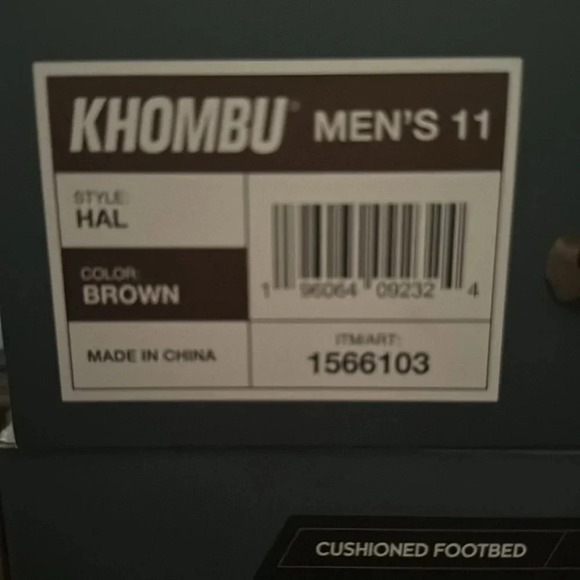 KHOMBU® MEN'S 11
STYLE:
HAL
COLOR:
BROWN
MADE IN CHINA
1 96064 09232 4
ITM/ART:
1566103
CUSHIONED FOOTBED